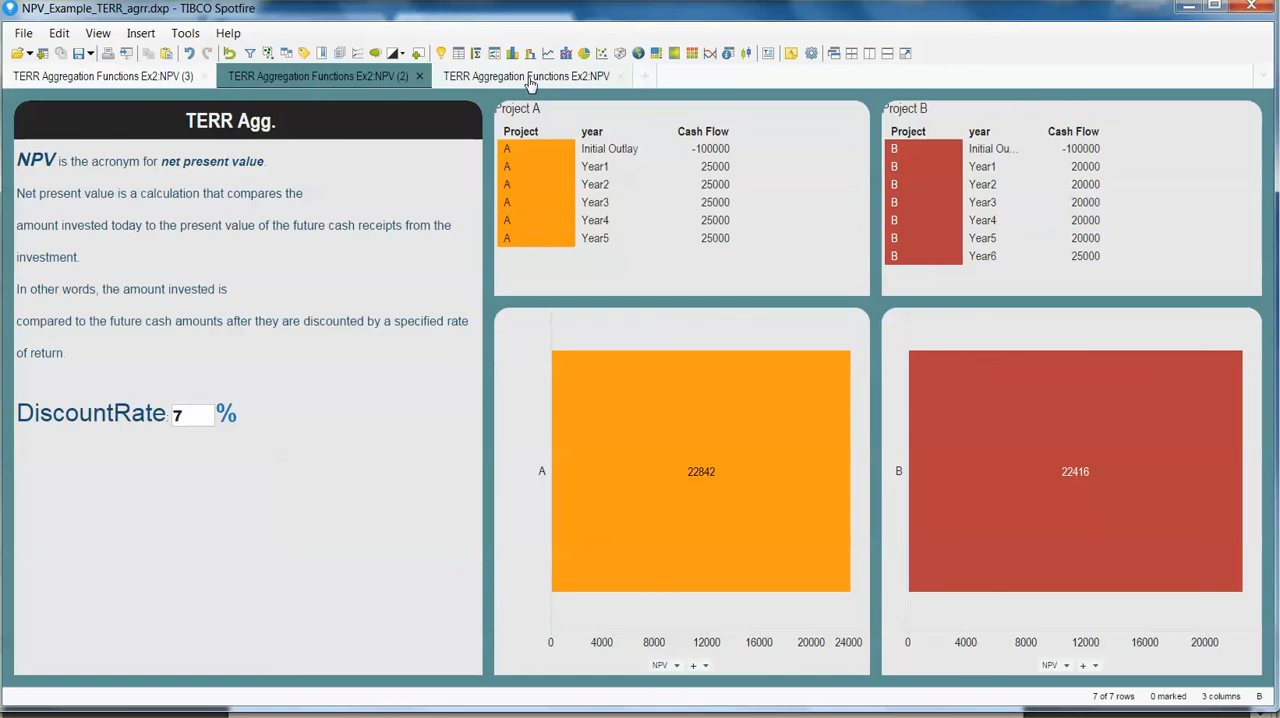 NPV_Example_TERR_agrr.dxp - TIBCO Spotfire
File Edit View Insert Tools Help
TERR Aggregation Functions Ex2:NPV (3) TERR Aggregation Functions Ex2:NPV (2) × TERR Aggregation Functions Ex2:NPV
TERR Agg.
NPV is the acronym for net present value.
Net present value is a calculation that compares the
amount invested today to the present value of the future cash receipts from the
investment.
In other words, the amount invested is
compared to the future cash amounts after they are discounted by a specified rate
of return.
DiscountRate: 7 %
Project A
Project year Cash Flow
A Initial Outlay -100000
A Year1 25000
A Year2 25000
A Year3 25000
A Year4 25000
A Year5 25000
Project B
Project year Cash Flow
B Initial Ou... -100000
B Year1 20000
B Year2 20000
B Year3 20000
B Year4 20000
B Year5 20000
B Year6 25000
A 22842
0 4000 8000 12000 16000 20000 24000
NPV +
B 22416
0 4000 8000 12000 16000 20000
NPV +
7 of 7 rows 0 marked 3 columns B